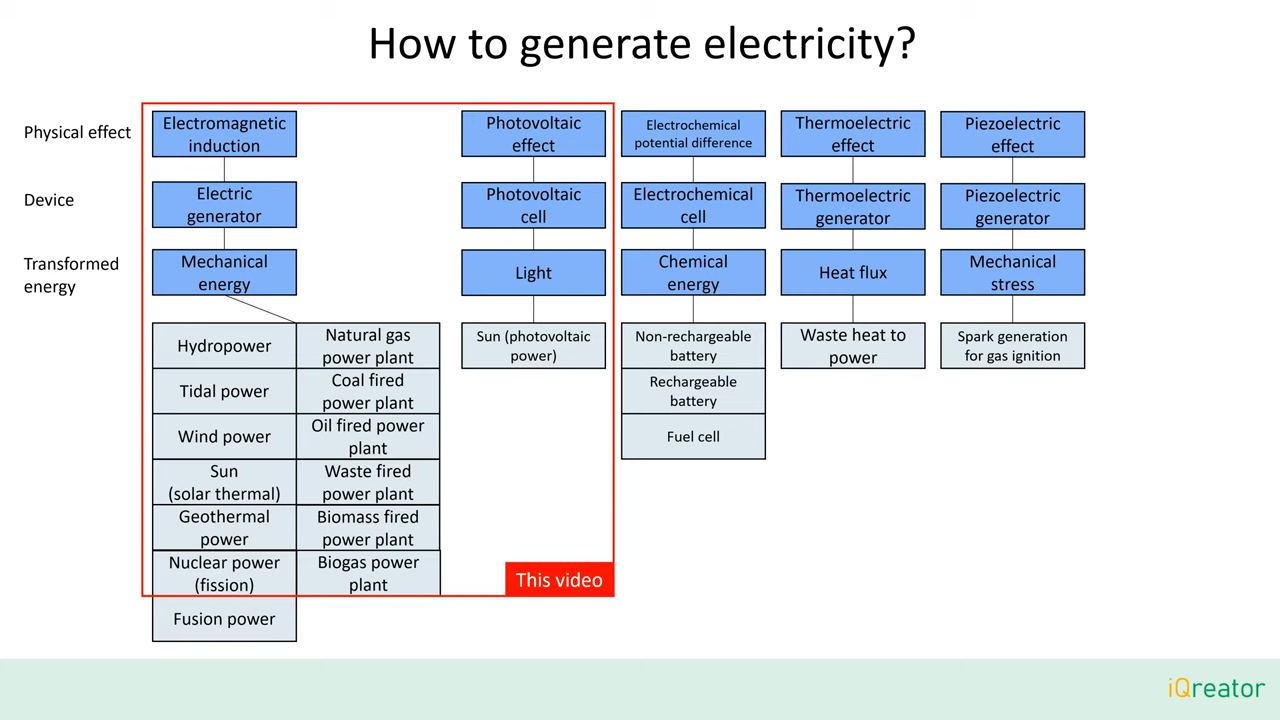 How to generate electricity?
Physical effect
Electromagnetic
induction
Photovoltaic
effect
Electrochemical
potential difference
Thermoelectric
effect
Piezoelectric
effect
Device
Electric
generator
Photovoltaic
cell
Electrochemical
cell
Thermoelectric
generator
Piezoelectric
generator
Transformed
energy
Mechanical
energy
Light
Chemical
energy
Heat flux
Mechanical
stress
Hydropower
Natural gas
power plant
Sun (photovoltaic
power)
Non-rechargeable
battery
Waste heat to
power
Spark generation
for gas ignition
Tidal power
Coal fired
power plant
Rechargeable
battery
Wind power
Oil fired power
plant
Fuel cell
Sun
(solar thermal)
Waste fired
power plant
Geothermal
power
Biomass fired
power plant
Nuclear power
(fission)
Biogas power
plant
This video
Fusion power
iQreator